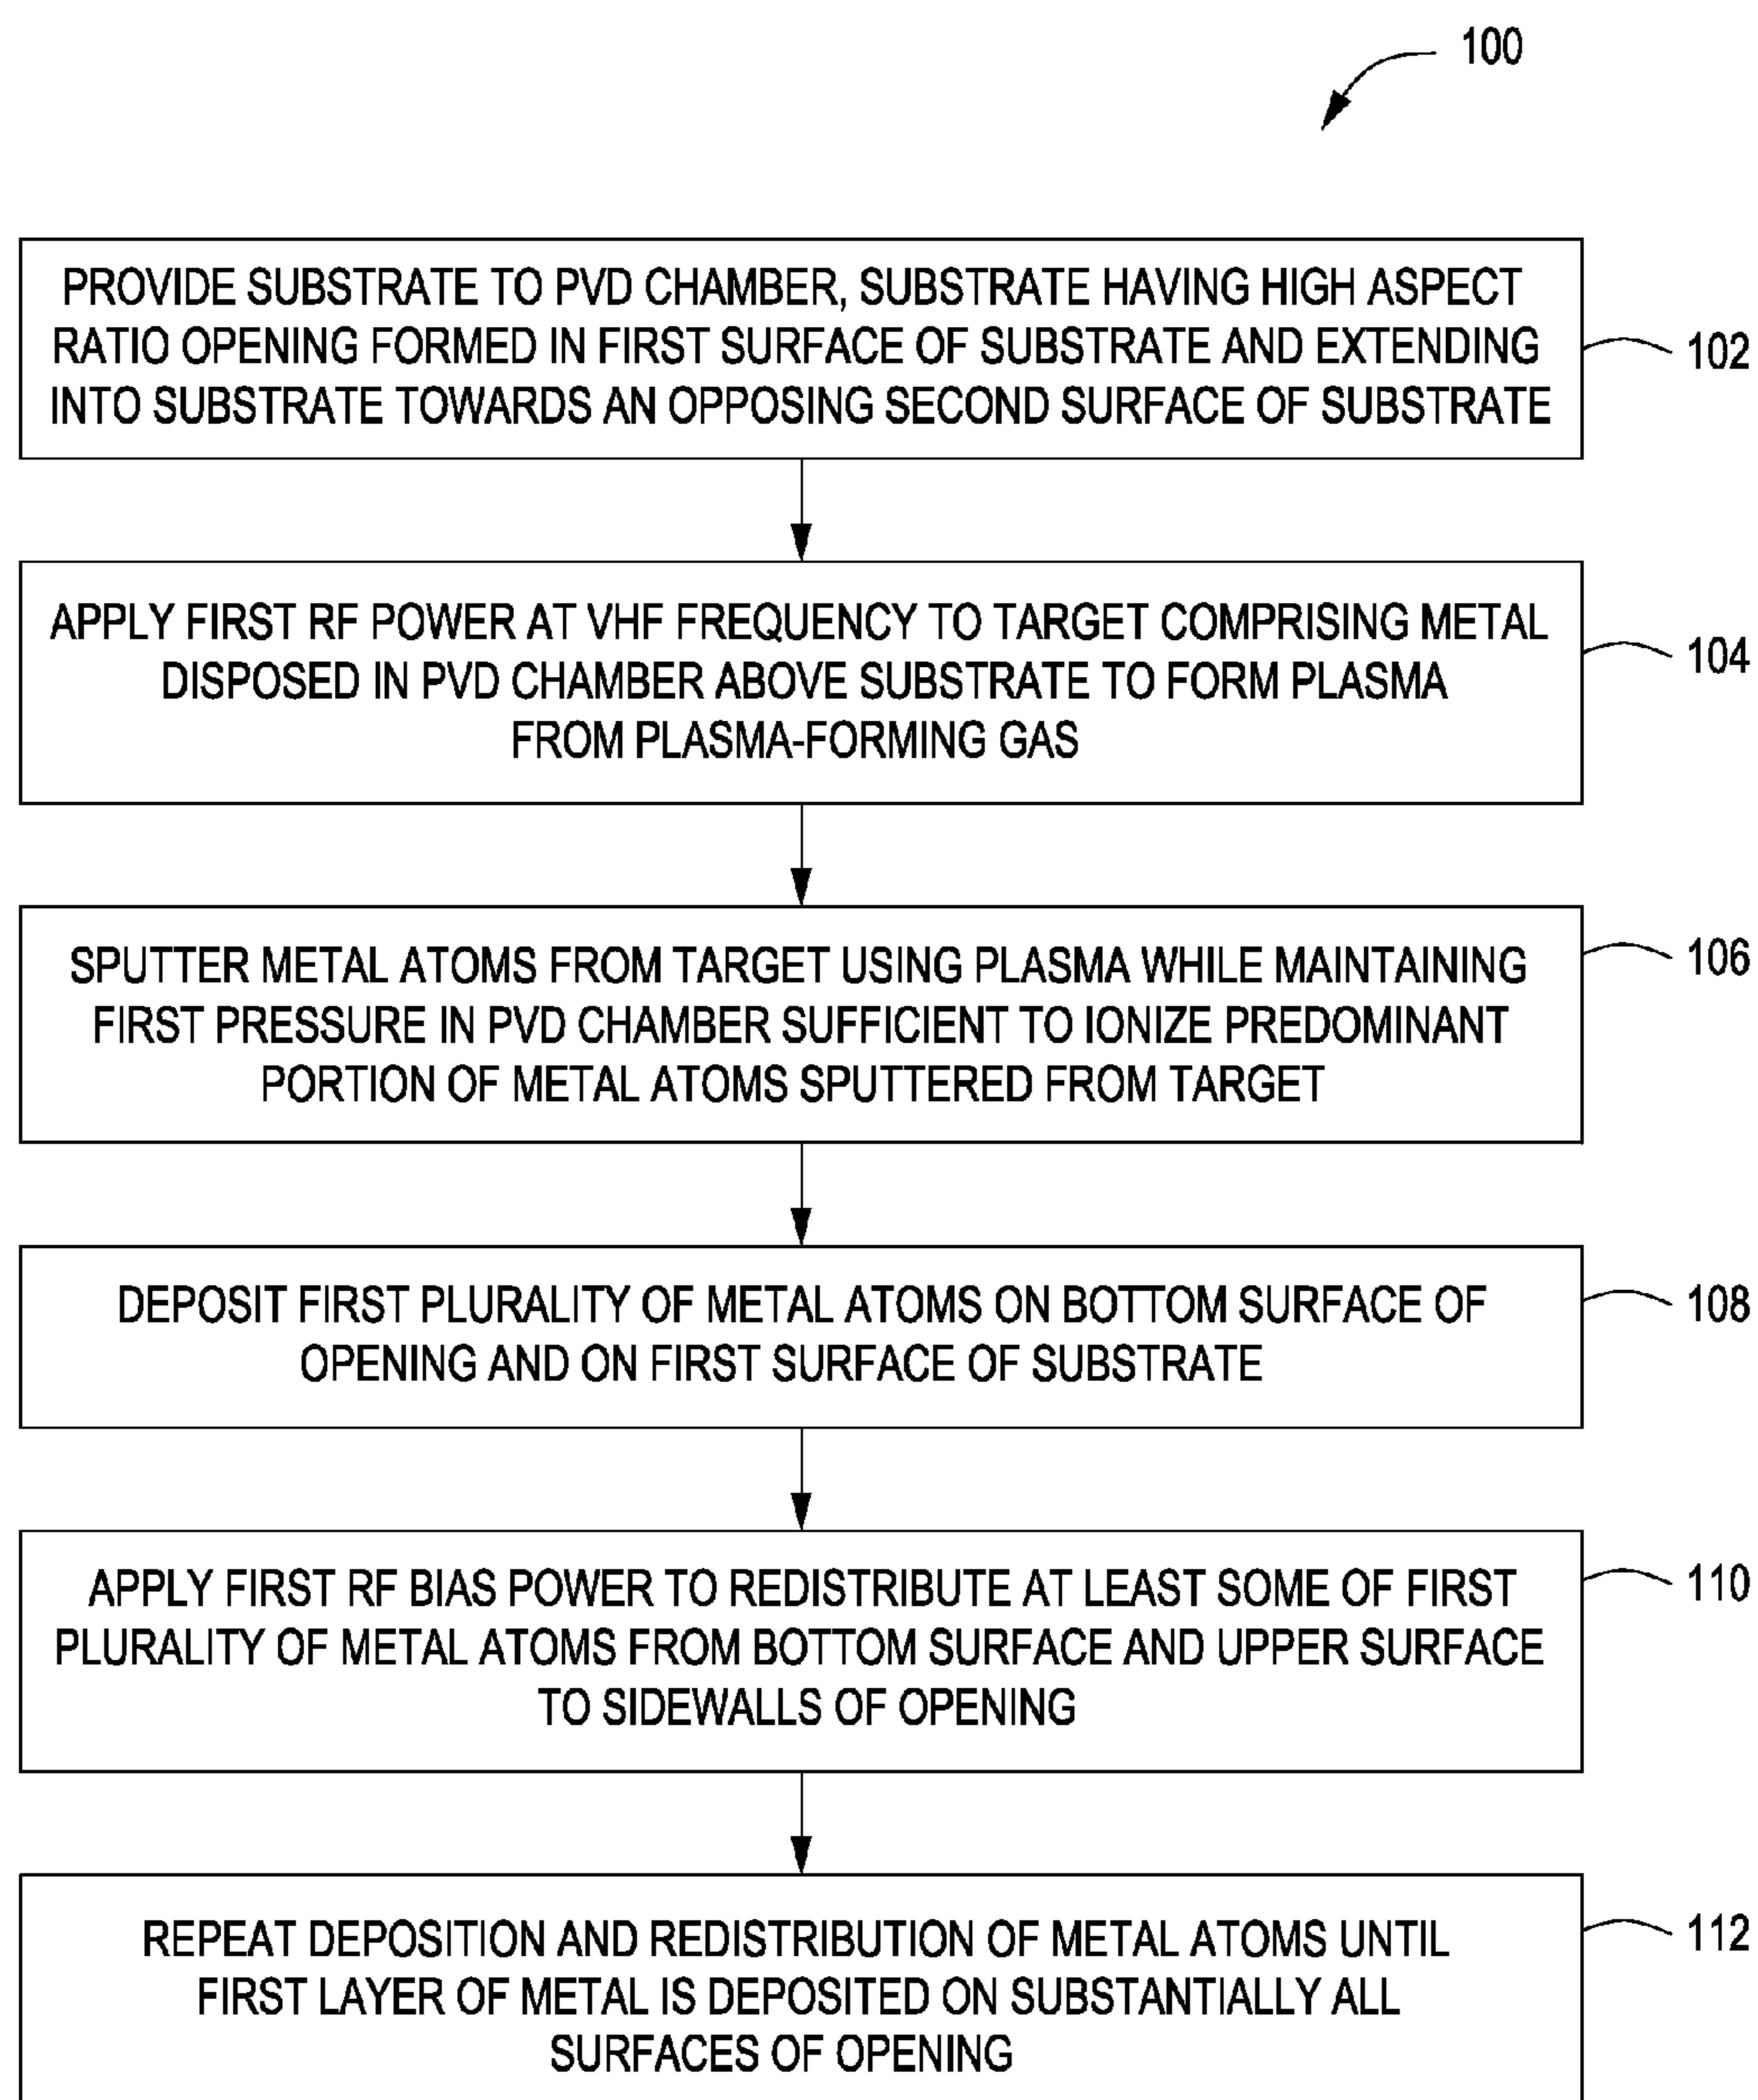 100
PROVIDE SUBSTRATE TO PVD CHAMBER, SUBSTRATE HAVING HIGH ASPECT
RATIO OPENING FORMED IN FIRST SURFACE OF SUBSTRATE AND EXTENDING
INTO SUBSTRATE TOWARDS AN OPPOSING SECOND SURFACE OF SUBSTRATE
102
APPLY FIRST RF POWER AT VHF FREQUENCY TO TARGET COMPRISING METAL
DISPOSED IN PVD CHAMBER ABOVE SUBSTRATE TO FORM PLASMA
FROM PLASMA-FORMING GAS
104
SPUTTER METAL ATOMS FROM TARGET USING PLASMA WHILE MAINTAINING
FIRST PRESSURE IN PVD CHAMBER SUFFICIENT TO IONIZE PREDOMINANT
PORTION OF METAL ATOMS SPUTTERED FROM TARGET
106
DEPOSIT FIRST PLURALITY OF METAL ATOMS ON BOTTOM SURFACE OF
OPENING AND ON FIRST SURFACE OF SUBSTRATE
108
APPLY FIRST RF BIAS POWER TO REDISTRIBUTE AT LEAST SOME OF FIRST
PLURALITY OF METAL ATOMS FROM BOTTOM SURFACE AND UPPER SURFACE
TO SIDEWALLS OF OPENING
110
REPEAT DEPOSITION AND REDISTRIBUTION OF METAL ATOMS UNTIL
FIRST LAYER OF METAL IS DEPOSITED ON SUBSTANTIALLY ALL
SURFACES OF OPENING
112